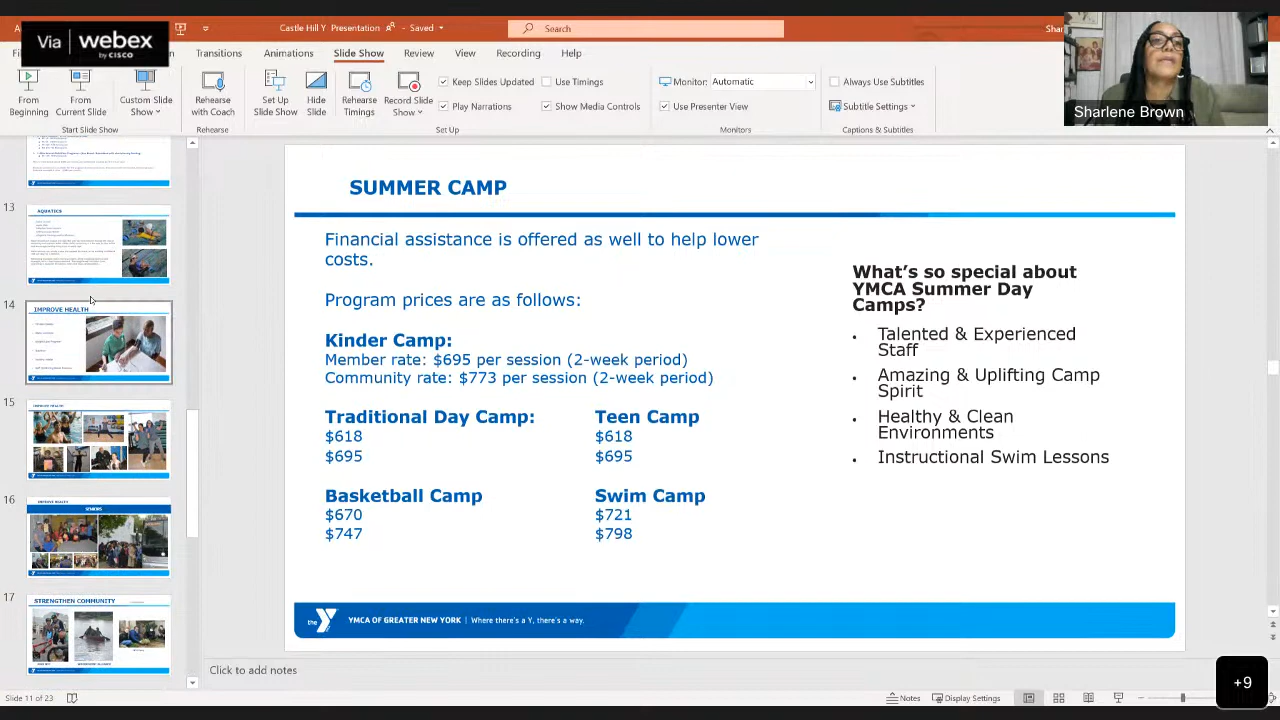 Via webex
by CISCO
Castle Hill Y Presentation
Saved
Search
Shar
Transitions
Animations
Slide Show
Review
View
Recording
Help
From Beginning
From Current Slide
Custom Slide Show
Rehearse with Coach
Set Up Slide Show
Hide Slide
Rehearse Timings
Record Slide Show
Keep Slides Updated
Use Timings
Play Narrations
Show Media Controls
Monitor: Automatic
Use Presenter View
Always Use Subtitles
Subtitle Settings
Start Slide Show
Rehearse
Set Up
Monitors
Captions & Subtitles
Sharlene Brown
13
AQUATICS
14
IMPROVE HEALTH
15
IMPROVE HEALTH
16
IMPROVE HEALTH
SENIORS
17
STRENGTHEN COMMUNITY
SUMMER CAMP
Financial assistance is offered as well to help lower
costs.
Program prices are as follows:
Kinder Camp:
Member rate: $695 per session (2-week period)
Community rate: $773 per session (2-week period)
Traditional Day Camp:
$618
$695
Teen Camp
$618
$695
Basketball Camp
$670
$747
Swim Camp
$721
$798
What's so special about
YMCA Summer Day
Camps?
• Talented & Experienced
Staff
• Amazing & Uplifting Camp
Spirit
• Healthy & Clean
Environments
• Instructional Swim Lessons
the Y YMCA OF GREATER NEW YORK | Where there's a Y, there's a way.
Click to add notes
Slide 11 of 23
Notes
Display Settings
+9